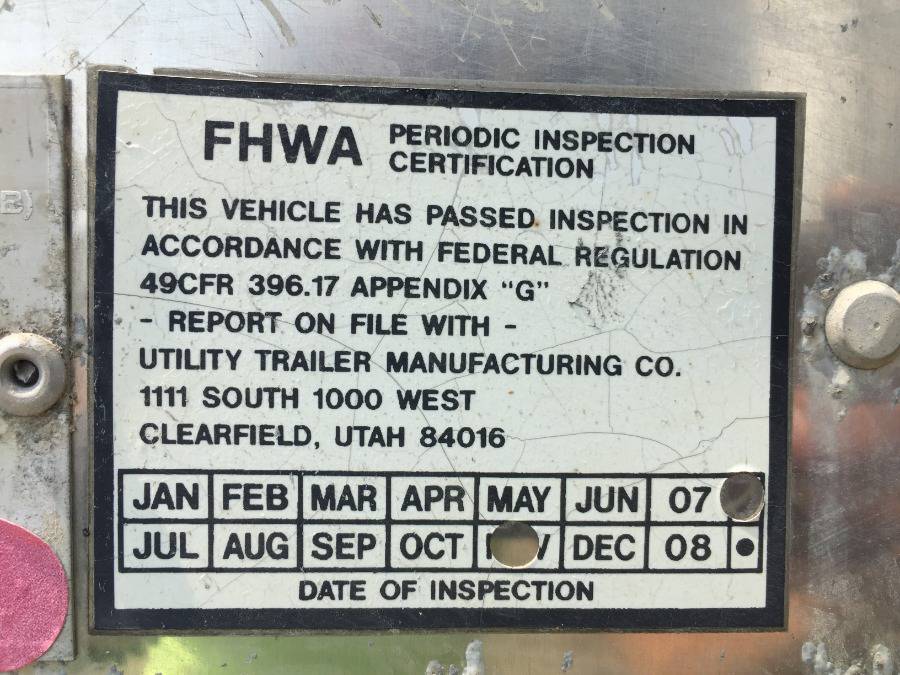 B)
FHWA PERIODIC INSPECTION
CERTIFICATION
THIS VEHICLE HAS PASSED INSPECTION IN
ACCORDANCE WITH FEDERAL REGULATION
49CFR 396.17 APPENDIX "G"
- REPORT ON FILE WITH -
UTILITY TRAILER MANUFACTURING CO.
1111 SOUTH 1000 WEST
CLEARFIELD, UTAH 84016
JAN FEB MAR APR MAY JUN 07
JUL AUG SEP OCT DEC 08 •
DATE OF INSPECTION